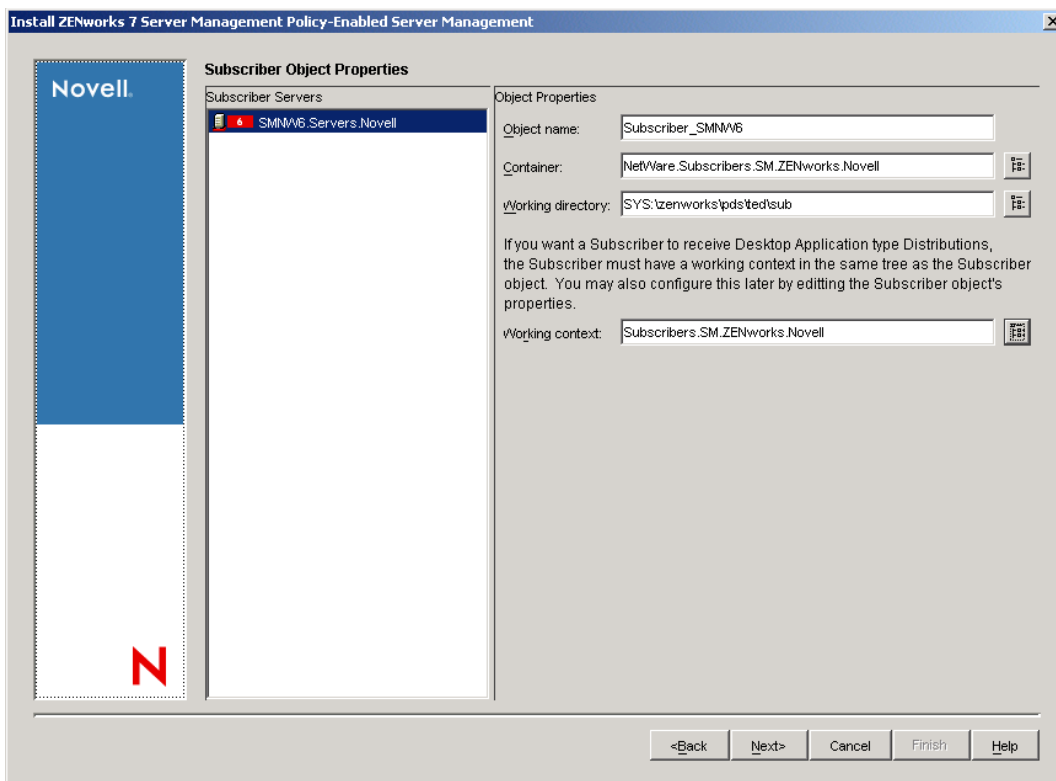 Install ZENworks 7 Server Management Policy-Enabled Server Management
Novell.
Subscriber Object Properties
Subscriber Servers
6 SMNW6.Servers.Novell
Object Properties
Object name: Subscriber_SMNW6
Container: NetWare.Subscribers.SM.ZENworks.Novell
Working directory: SYS:\zenworks\pds\ted\sub
If you want a Subscriber to receive Desktop Application type Distributions,
the Subscriber must have a working context in the same tree as the Subscriber
object. You may also configure this later by editting the Subscriber object's
properties.
Working context: Subscribers.SM.ZENworks.Novell
N
<Back Next> Cancel Finish Help